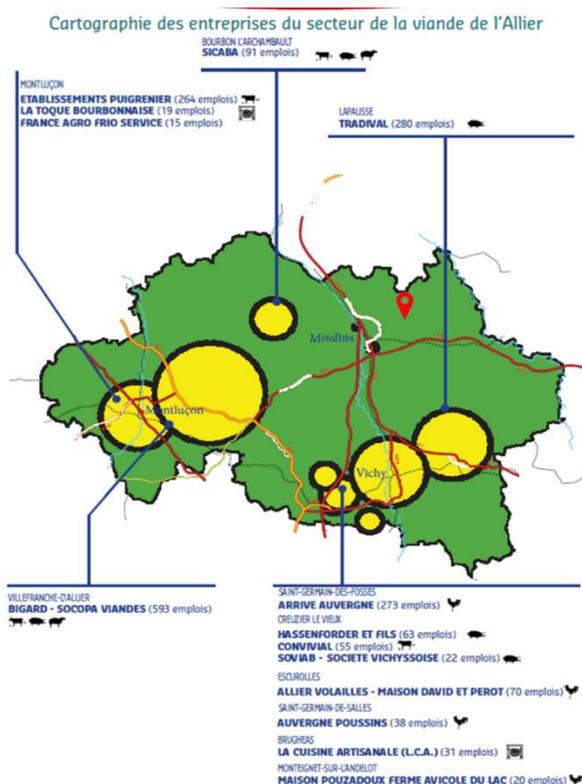 Cartographie des entreprises du secteur de la viande de l'Allier
BOURBON L'ARCHAMBAULT
SICABA (91 emplois)
MONTLUÇON
ETABLISSEMENTS PUIGRENIER (264 emplois)
LA TOQUE BOURBONNAISE (19 emplois)
FRANCE AGRO FRIO SERVICE (15 emplois)
LAPALISSE
TRADIVAL (280 emplois)
Moulins
Montluçon
Vichy
VILLEFRANCHE-D'ALLIER
BIGARD - SOCOPA VIANDES (593 emplois)
SAINT-GERMAIN-DES-FOSSÉS
ARRIVE AUVERGNE (273 emplois)
CREUZIER LE VIEUX
HASSENFORDER ET FILS (63 emplois)
CONVIVIAL (55 emplois)
SOVIAB - SOCIETE VICHYSSOISE (22 emplois)
ESCUROLLES
ALLIER VOLAILLES - MAISON DAVID ET PEROT (70 emplois)
SAINT-GERMAIN-DE-SALLES
AUVERGNE POUSSINS (38 emplois)
BRUGHEAS
LA CUISINE ARTISANALE (L.C.A.) (31 emplois)
MONTEIGNET-SUR-L'ANDELOT
MAISON POUZADOUX FERME AVICOLE DU LAC (20 emplois)